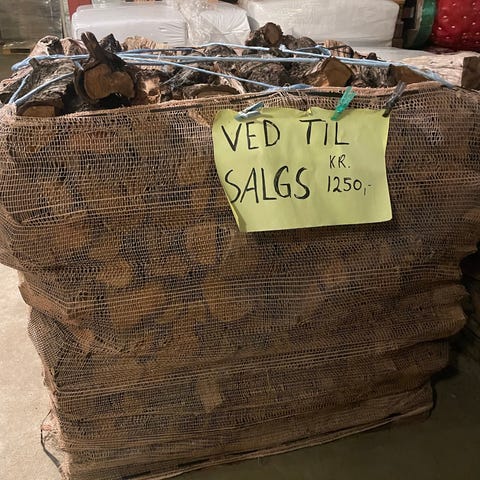 VED TIL
SALGS KR. 1250,-